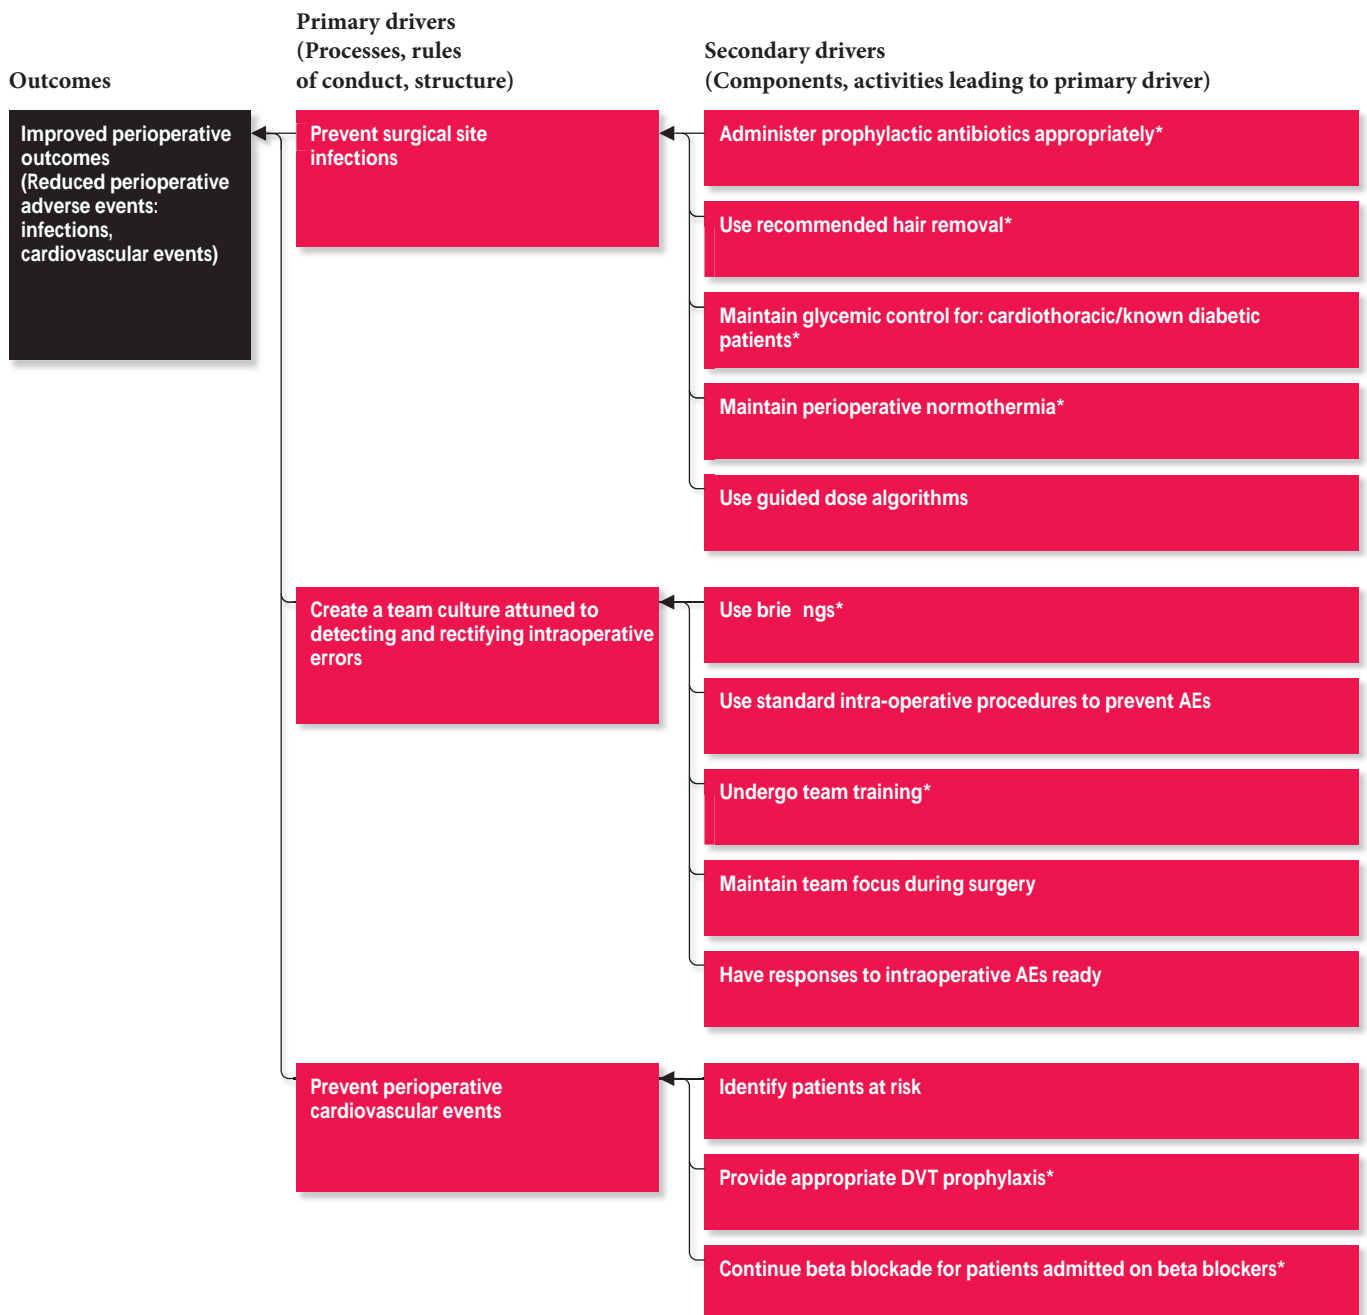 Outcomes
Primary drivers
(Processes, rules
of conduct, structure)
Secondary drivers
(Components, activities leading to primary driver)
Improved perioperative
outcomes
(Reduced perioperative
adverse events:
infections,
cardiovascular events)
Prevent surgical site
infections
Administer prophylactic antibiotics appropriately*
Use recommended hair removal*
Maintain glycemic control for: cardiothoracic/known diabetic
patients*
Maintain perioperative normothermia*
Use guided dose algorithms
Create a team culture attuned to
detecting and rectifying intraoperative
errors
Use brie ngs*
Use standard intra-operative procedures to prevent AEs
Undergo team training*
Maintain team focus during surgery
Have responses to intraoperative AEs ready
Prevent perioperative
cardiovascular events
Identify patients at risk
Provide appropriate DVT prophylaxis*
Continue beta blockade for patients admitted on beta blockers*